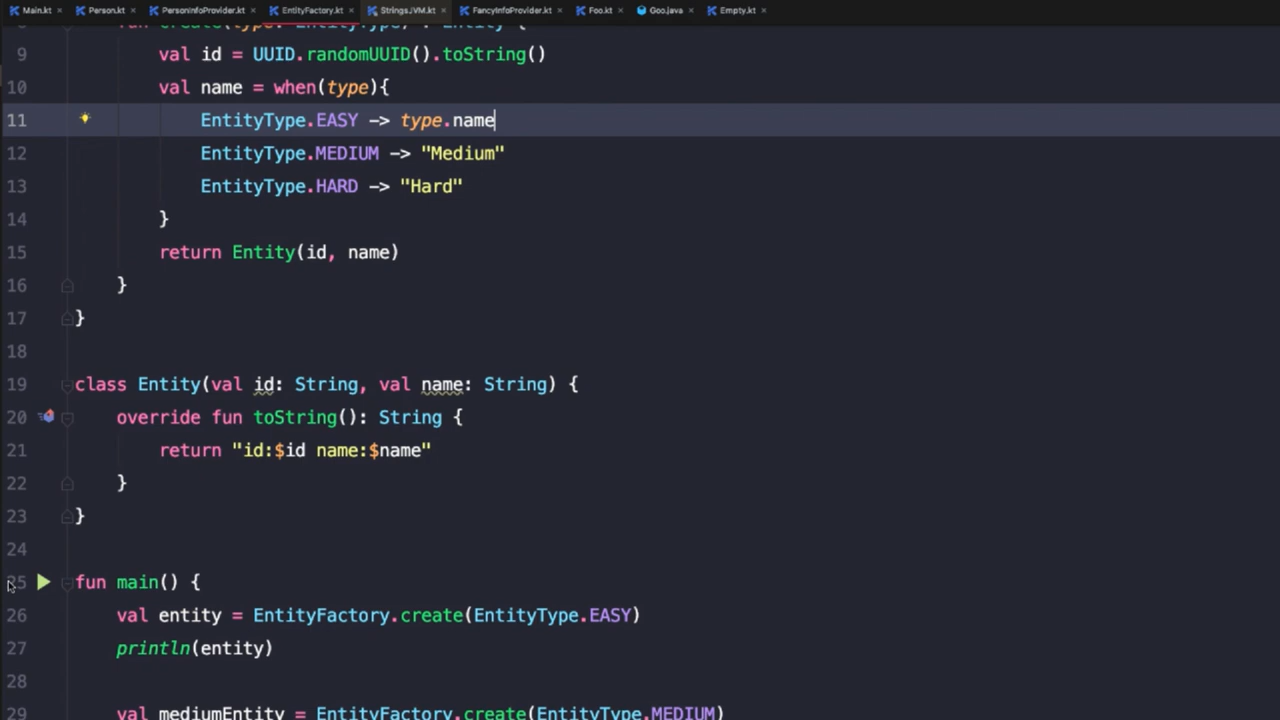 Main.kt Person.kt PersonInfoProvider.kt EntityFactory.kt StringsJVM.kt FancyInfoProvider.kt Foo.kt Goo.java Empty.kt
fun create(type: EntityType) : Entity {
9 val id = UUID.randomUUID().toString()
10 val name = when(type){
11 EntityType.EASY -> type.name
12 EntityType.MEDIUM -> "Medium"
13 EntityType.HARD -> "Hard"
14 }
15 return Entity(id, name)
16 }
17 }
18
19 class Entity(val id: String, val name: String) {
20 override fun toString(): String {
21 return "id:$id name:$name"
22 }
23 }
24
25 fun main() {
26 val entity = EntityFactory.create(EntityType.EASY)
27 println(entity)
28
29 val mediumEntity = EntityFactory.create(EntityType.MEDIUM)